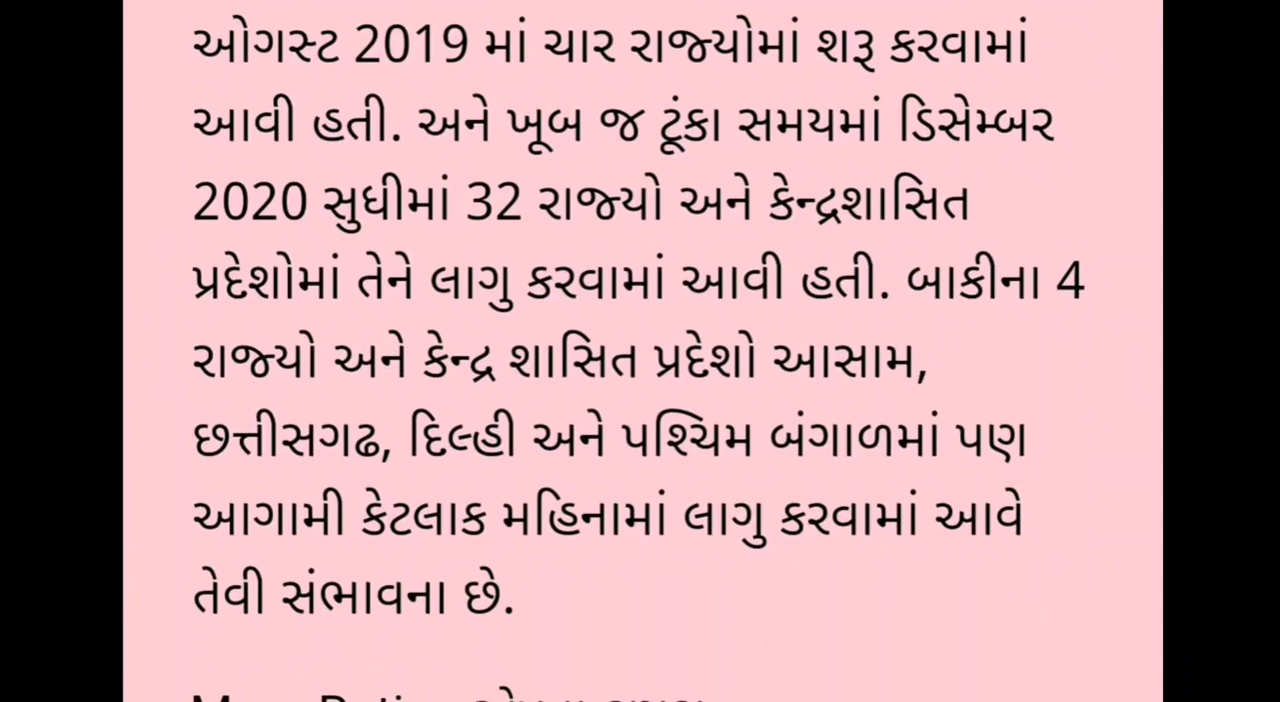 ઓગસ્ટ 2019 માં ચાર રાજ્યોમાં શરૂ કરવામાં
આવી હતી. અને ખૂબ જ ટૂંકા સમયમાં ડિસેમ્બર
2020 સુધીમાં 32 રાજ્યો અને કેન્દ્રશાસિત
પ્રદેશોમાં તેને લાગુ કરવામાં આવી હતી. બાકીના 4
રાજ્યો અને કેન્દ્ર શાસિત પ્રદેશો આસામ,
છત્તીસગઢ, દિલ્હી અને પશ્ચિમ બંગાળમાં પણ
આગામી કેટલાક મહિનામાં લાગુ કરવામાં આવે
તેવી સંભાવના છે.